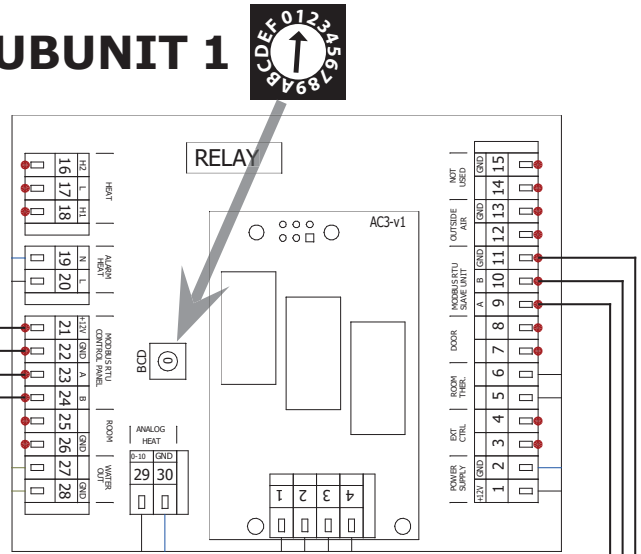 UBUNIT 1
0123456789ABCDEF
RELAY
AC3-v1
BCD
0
16 H2
17 L
18 H1
HEAT
19 N
20 L
ALARM
HEAT
21 +12V
22 GND
23 A
24 B
MODBUS RTU
CONTROL PANEL
25
26 GND
ROOM
27
28 GND
WATER
OUT
ANALOG
HEAT
0-10 GND
29 30
1 2 3 4
15 GND
14
NOT
USED
13 GND
12
OUTSIDE
AIR
11 GND
10 B
9 A
MODBUS RTU
SLAVE UNIT
8
7
DOOR
6
5
ROOM
THER.
4
3
EXT
CTRL
2 GND
1 +12V
POWER
SUPPLY